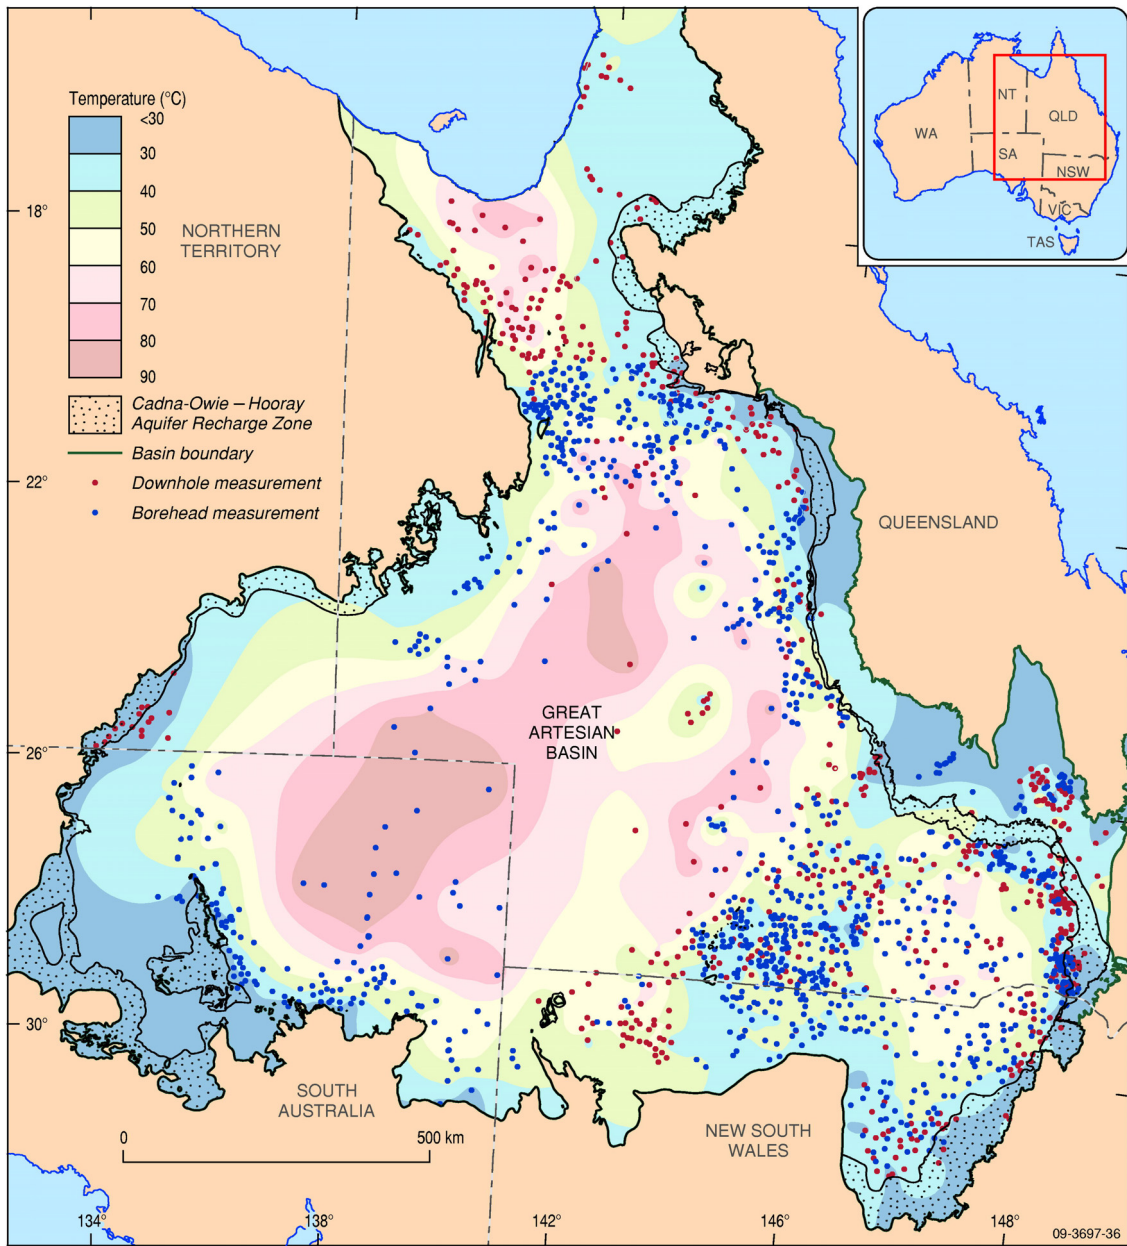 Temperature (°C)
<30
30
40
50
60
70
80
90
Cadna-Owie – Hooray
Aquifer Recharge Zone
Basin boundary
Downhole measurement
Borehead measurement
NORTHERN
TERRITORY
WA
NT
QLD
SA
NSW
VIC
TAS
18°
22°
26°
30°
QUEENSLAND
GREAT
ARTESIAN
BASIN
SOUTH
AUSTRALIA
NEW SOUTH
WALES
0
500 km
134°
138°
142°
146°
148°
09-3697-36